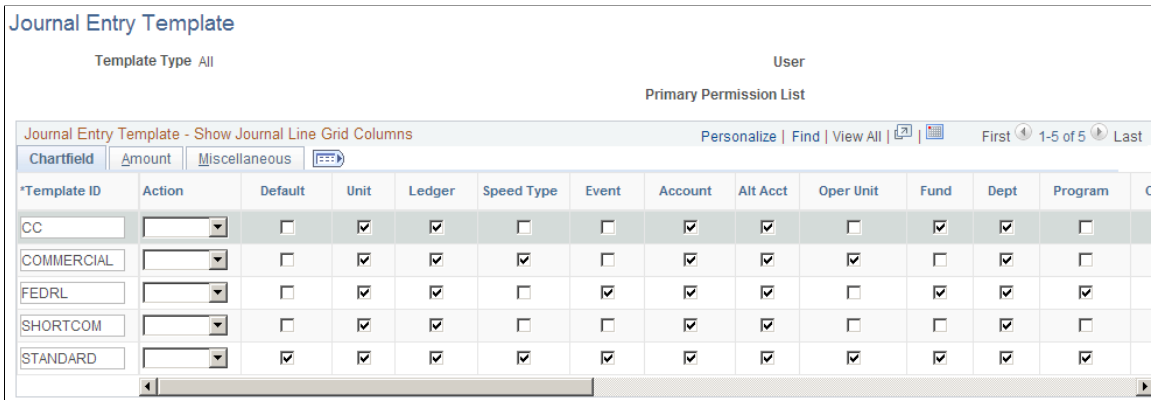 Journal Entry Template
Template Type All User
Primary Permission List
Journal Entry Template - Show Journal Line Grid Columns Personalize | Find | View All | | First 1-5 of 5 Last
Chartfield Amount Miscellaneous
*Template ID Action Default Unit Ledger Speed Type Event Account Alt Acct Oper Unit Fund Dept Program
CC
COMMERCIAL
FEDRL
SHORTCOM
STANDARD